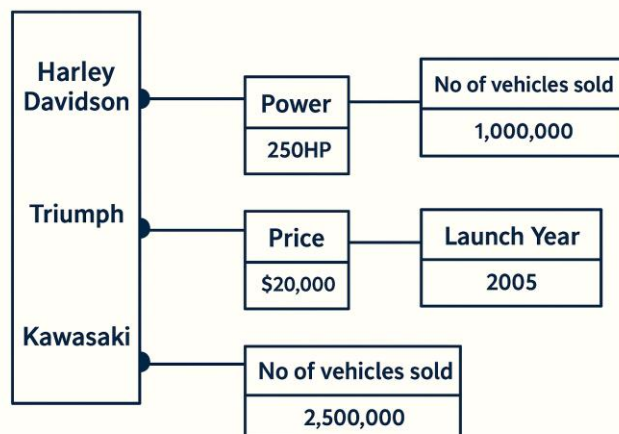 Harley
Davidson
Power
250HP
No of vehicles sold
1,000,000
Triumph
Price
$20,000
Launch Year
2005
Kawasaki
No of vehicles sold
2,500,000